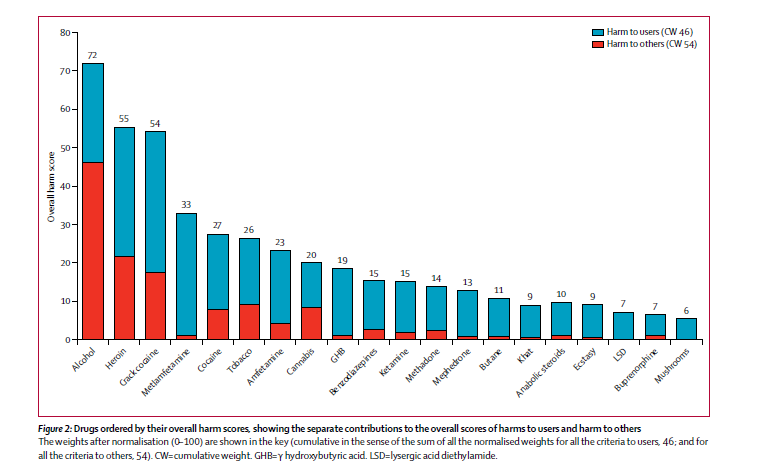 80
70
60
50
40
30
20
10
0
Overall harm score
Harm to users (CW 46)
Harm to others (CW 54)
72
55
54
33
27
26
23
20
19
15
15
14
13
11
9
10
9
7
7
6
Alcohol
Heroin
Crack cocaine
Metamfetamine
Cocaine
Tobacco
Amfetamine
Cannabis
GHB
Benzodiazepines
Ketamine
Methadone
Mephedrone
Butane
Khat
Anabolic steroids
Ecstasy
LSD
Buprenorphine
Mushrooms
Figure 2: Drugs ordered by their overall harm scores, showing the separate contributions to the overall scores of harms to users and harm to others
The weights after normalisation (0–100) are shown in the key (cumulative in the sense of the sum of all the normalised weights for all the criteria to users, 46; and for
all the criteria to others, 54). CW=cumulative weight. GHB=γ hydroxybutyric acid. LSD=lysergic acid diethylamide.